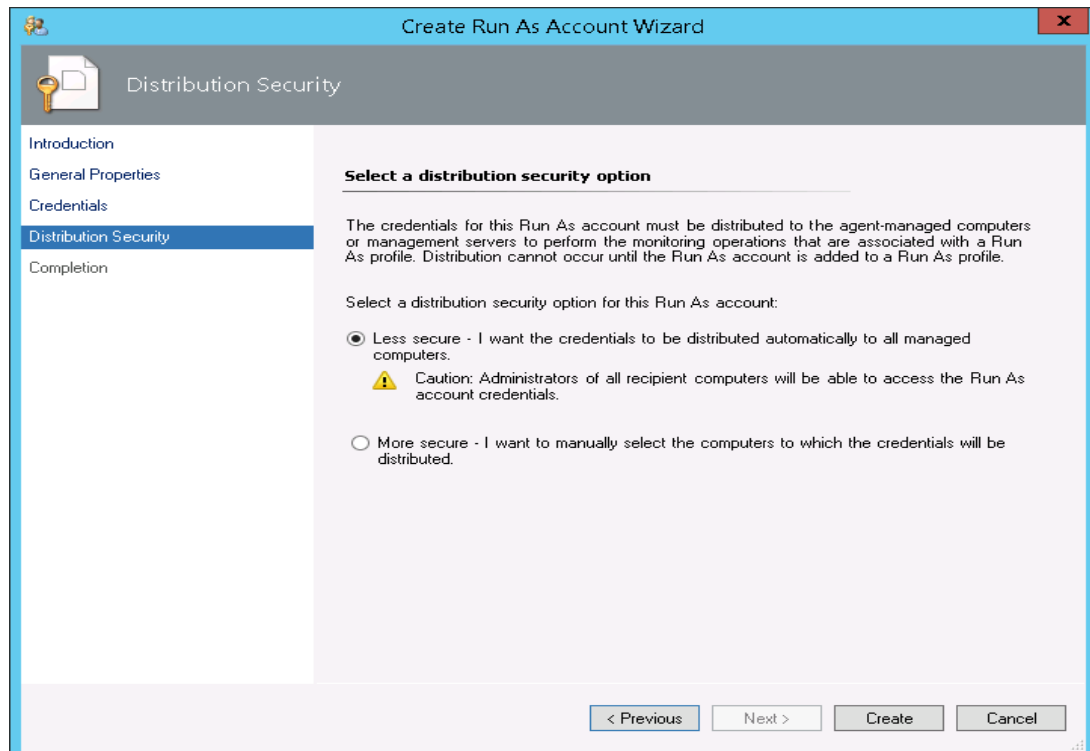 Create Run As Account Wizard
x
Distribution Security
Introduction
General Properties
Credentials
Distribution Security
Completion
Select a distribution security option
The credentials for this Run As account must be distributed to the agent-managed computers
or management servers to perform the monitoring operations that are associated with a Run
As profile. Distribution cannot occur until the Run As account is added to a Run As profile.
Select a distribution security option for this Run As account:
Less secure - I want the credentials to be distributed automatically to all managed
computers.
Caution: Administrators of all recipient computers will be able to access the Run As
account credentials.
More secure - I want to manually select the computers to which the credentials will be
distributed.
< Previous
Next >
Create
Cancel